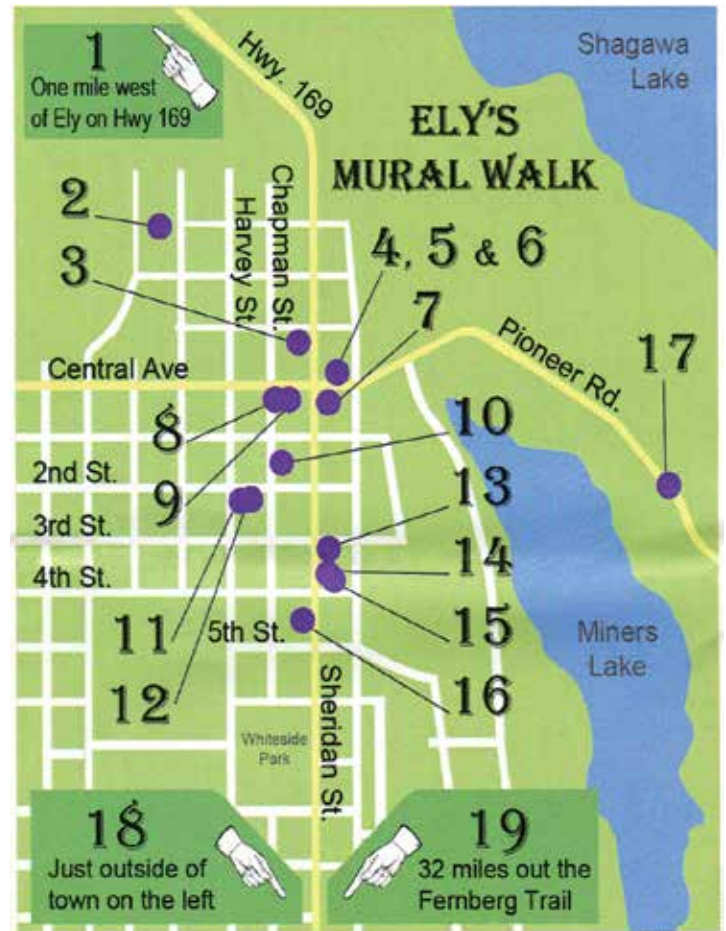 1
One mile west
of Ely on Hwy 169
Hwy. 169
Shagawa
Lake
ELY'S
MURAL WALK
2
3
Chapman St.
Harvey St.
4, 5 & 6
7
Central Ave
Pioneer Rd.
17
8
10
2nd St.
9
13
3rd St.
14
4th St.
15
11
5th St.
Miners
Lake
12
16
Sheridan St.
Whiteside
Park
18
Just outside of
town on the left
19
32 miles out the
Fernberg Trail